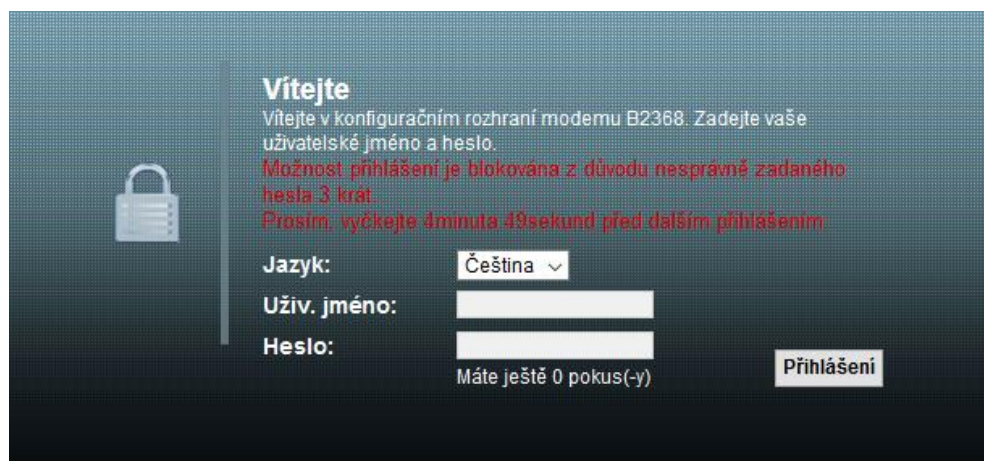 Vítejte
Vítejte v konfiguračním rozhraní modemu B2368. Zadejte vaše
uživatelské jméno a heslo.
Možnost přihlášení je blokována z důvodu nesprávně zadaného
hesla 3 krát.
Prosím, vyčkejte 4minuta 49sekund před dalším přihlášením.
Jazyk:
Čeština
Uživ. jméno:
Heslo:
Máte ještě 0 pokus(-y)
Přihlášení